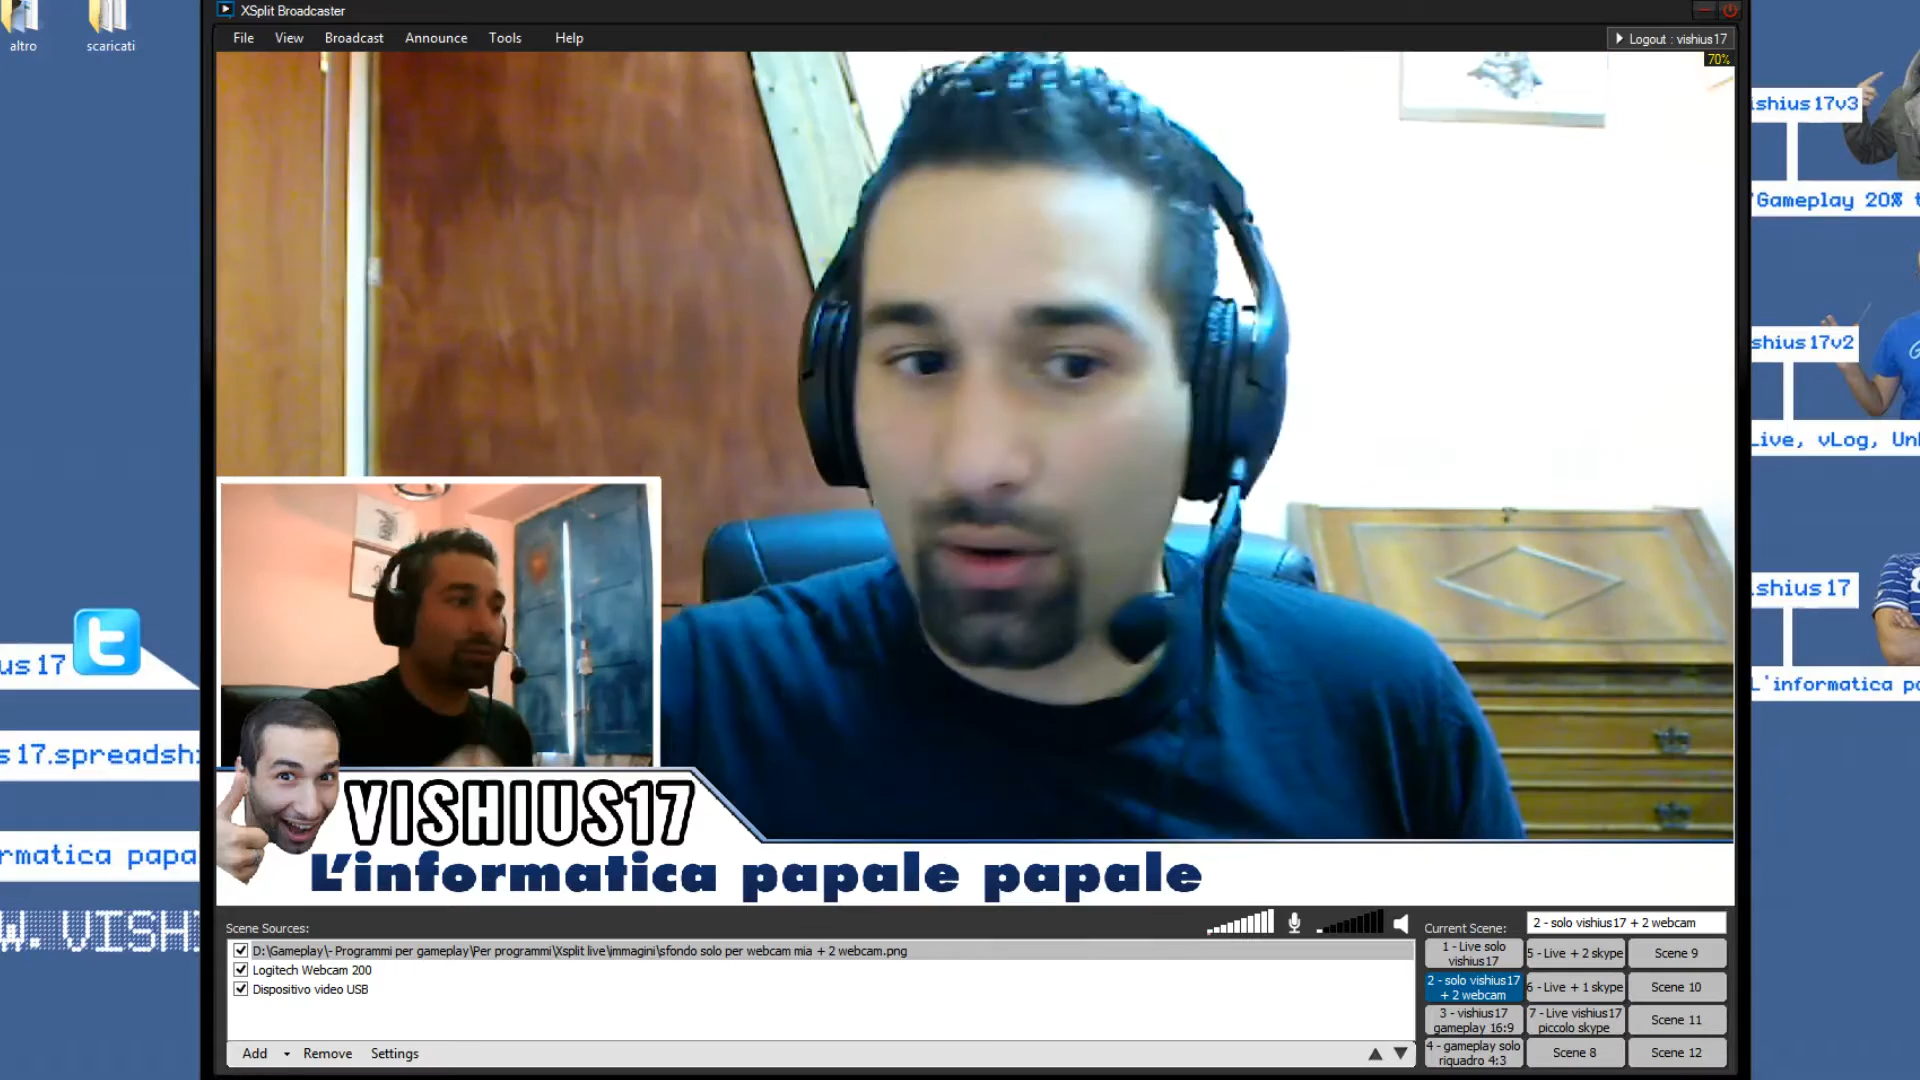 altro
scaricati
XSplit Broadcaster
File View Broadcast Announce Tools Help
Logout : vishius17
70%
ishius17v3
"Gameplay 20% t
shius17v2
Live, vLog, Unl
shius17
L'informatica pa
us17
s17.spreadshi
rmatica papa
W. VISH
VISHIUS17
L'informatica papale papale
Scene Sources:
D:\Gameplay\- Programmi per gameplay\Per programmi\Xsplit live\immagini\sfondo solo per webcam mia + 2 webcam.png
Logitech Webcam 200
Dispositivo video USB
Add Remove Settings
Current Scene:
2 - solo vishius17 + 2 webcam
1 - Live solo
vishius17
5 - Live + 2 skype
Scene 9
2 - solo vishius17
+ 2 webcam
6 - Live + 1 skype
Scene 10
3 - vishius17
gameplay 16:9
7 - Live vishius17
piccolo skype
Scene 11
4 - gameplay solo
riquadro 4:3
Scene 8
Scene 12